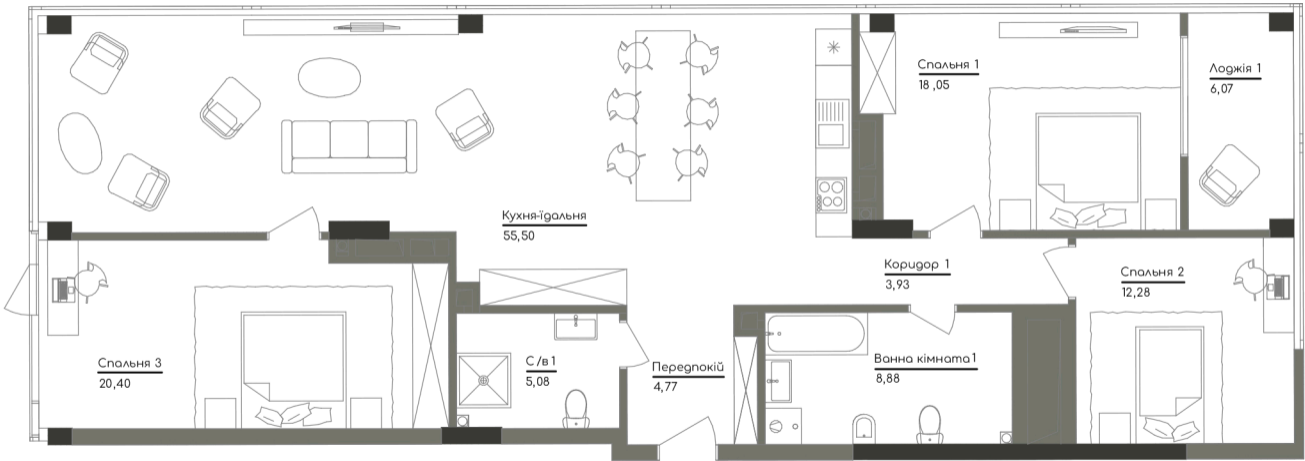 Спальня 1
18,05
Лоджія 1
6,07
Кухня-їдальня
55,50
Коридор 1
3,93
Спальня 2
12,28
Спальня 3
20,40
С/в 1
5,08
Передпокій
4,77
Ванна кімната 1
8,88